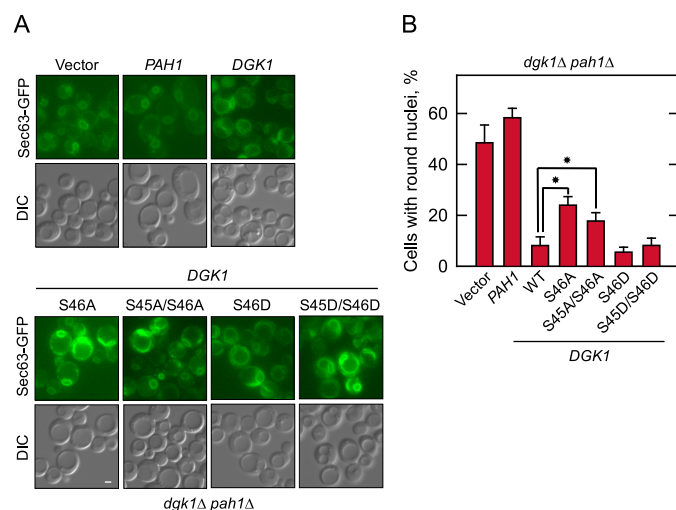 A
Vector PAH1 DGK1
Sec63-GFP
DIC
DGK1
S46A S45A/S46A S46D S45D/S46D
Sec63-GFP
DIC
dgk1Δ pah1Δ
B
dgk1Δ pah1Δ
Cells with round nuclei, %
60
40
20
0
* *
Vector PAH1 WT S46A S45A/S46A S46D S45D/S46D
DGK1